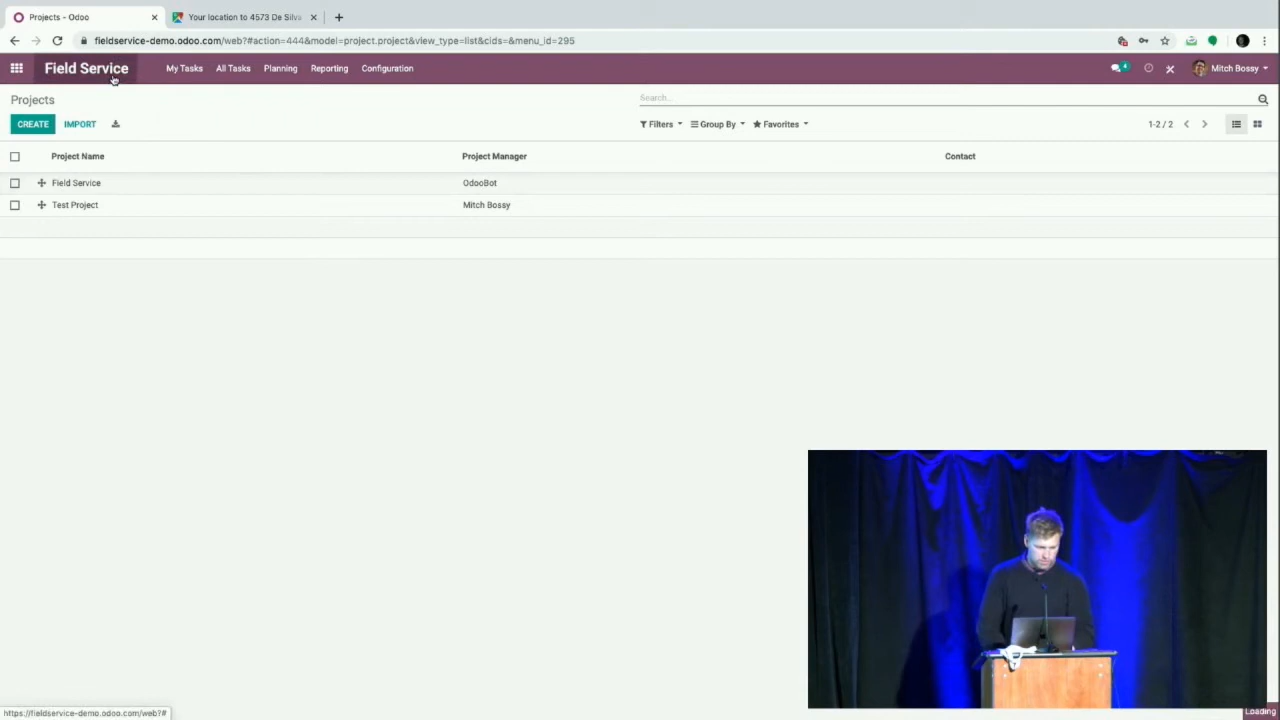 Projects - Odoo
Your location to 4573 De Silva
fieldservice-demo.odoo.com/web?#action=444&model=project.project&view_type=list&cids=&menu_id=295
Field Service My Tasks All Tasks Planning Reporting Configuration 4 Mitch Bossy
Projects Search...
CREATE IMPORT Filters Group By Favorites 1-2 / 2
Project Name Project Manager Contact
Field Service OdooBot
Test Project Mitch Bossy
https://fieldservice-demo.odoo.com/web?#
Loading